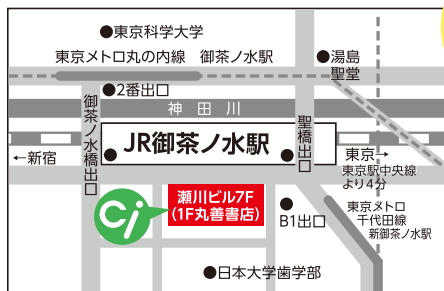 ●東京科学大学
東京メトロ丸の内線　御茶ノ水駅
●湯島
聖堂
●2番出口
神田川
御茶ノ水橋出口
聖橋出口
JR御茶ノ水駅
←新宿
東京→
東京駅中央線
より4分
瀬川ビル7F
(1F丸善書店)
Ci
B1出口
東京メトロ
千代田線
新御茶ノ水駅
●日本大学歯学部